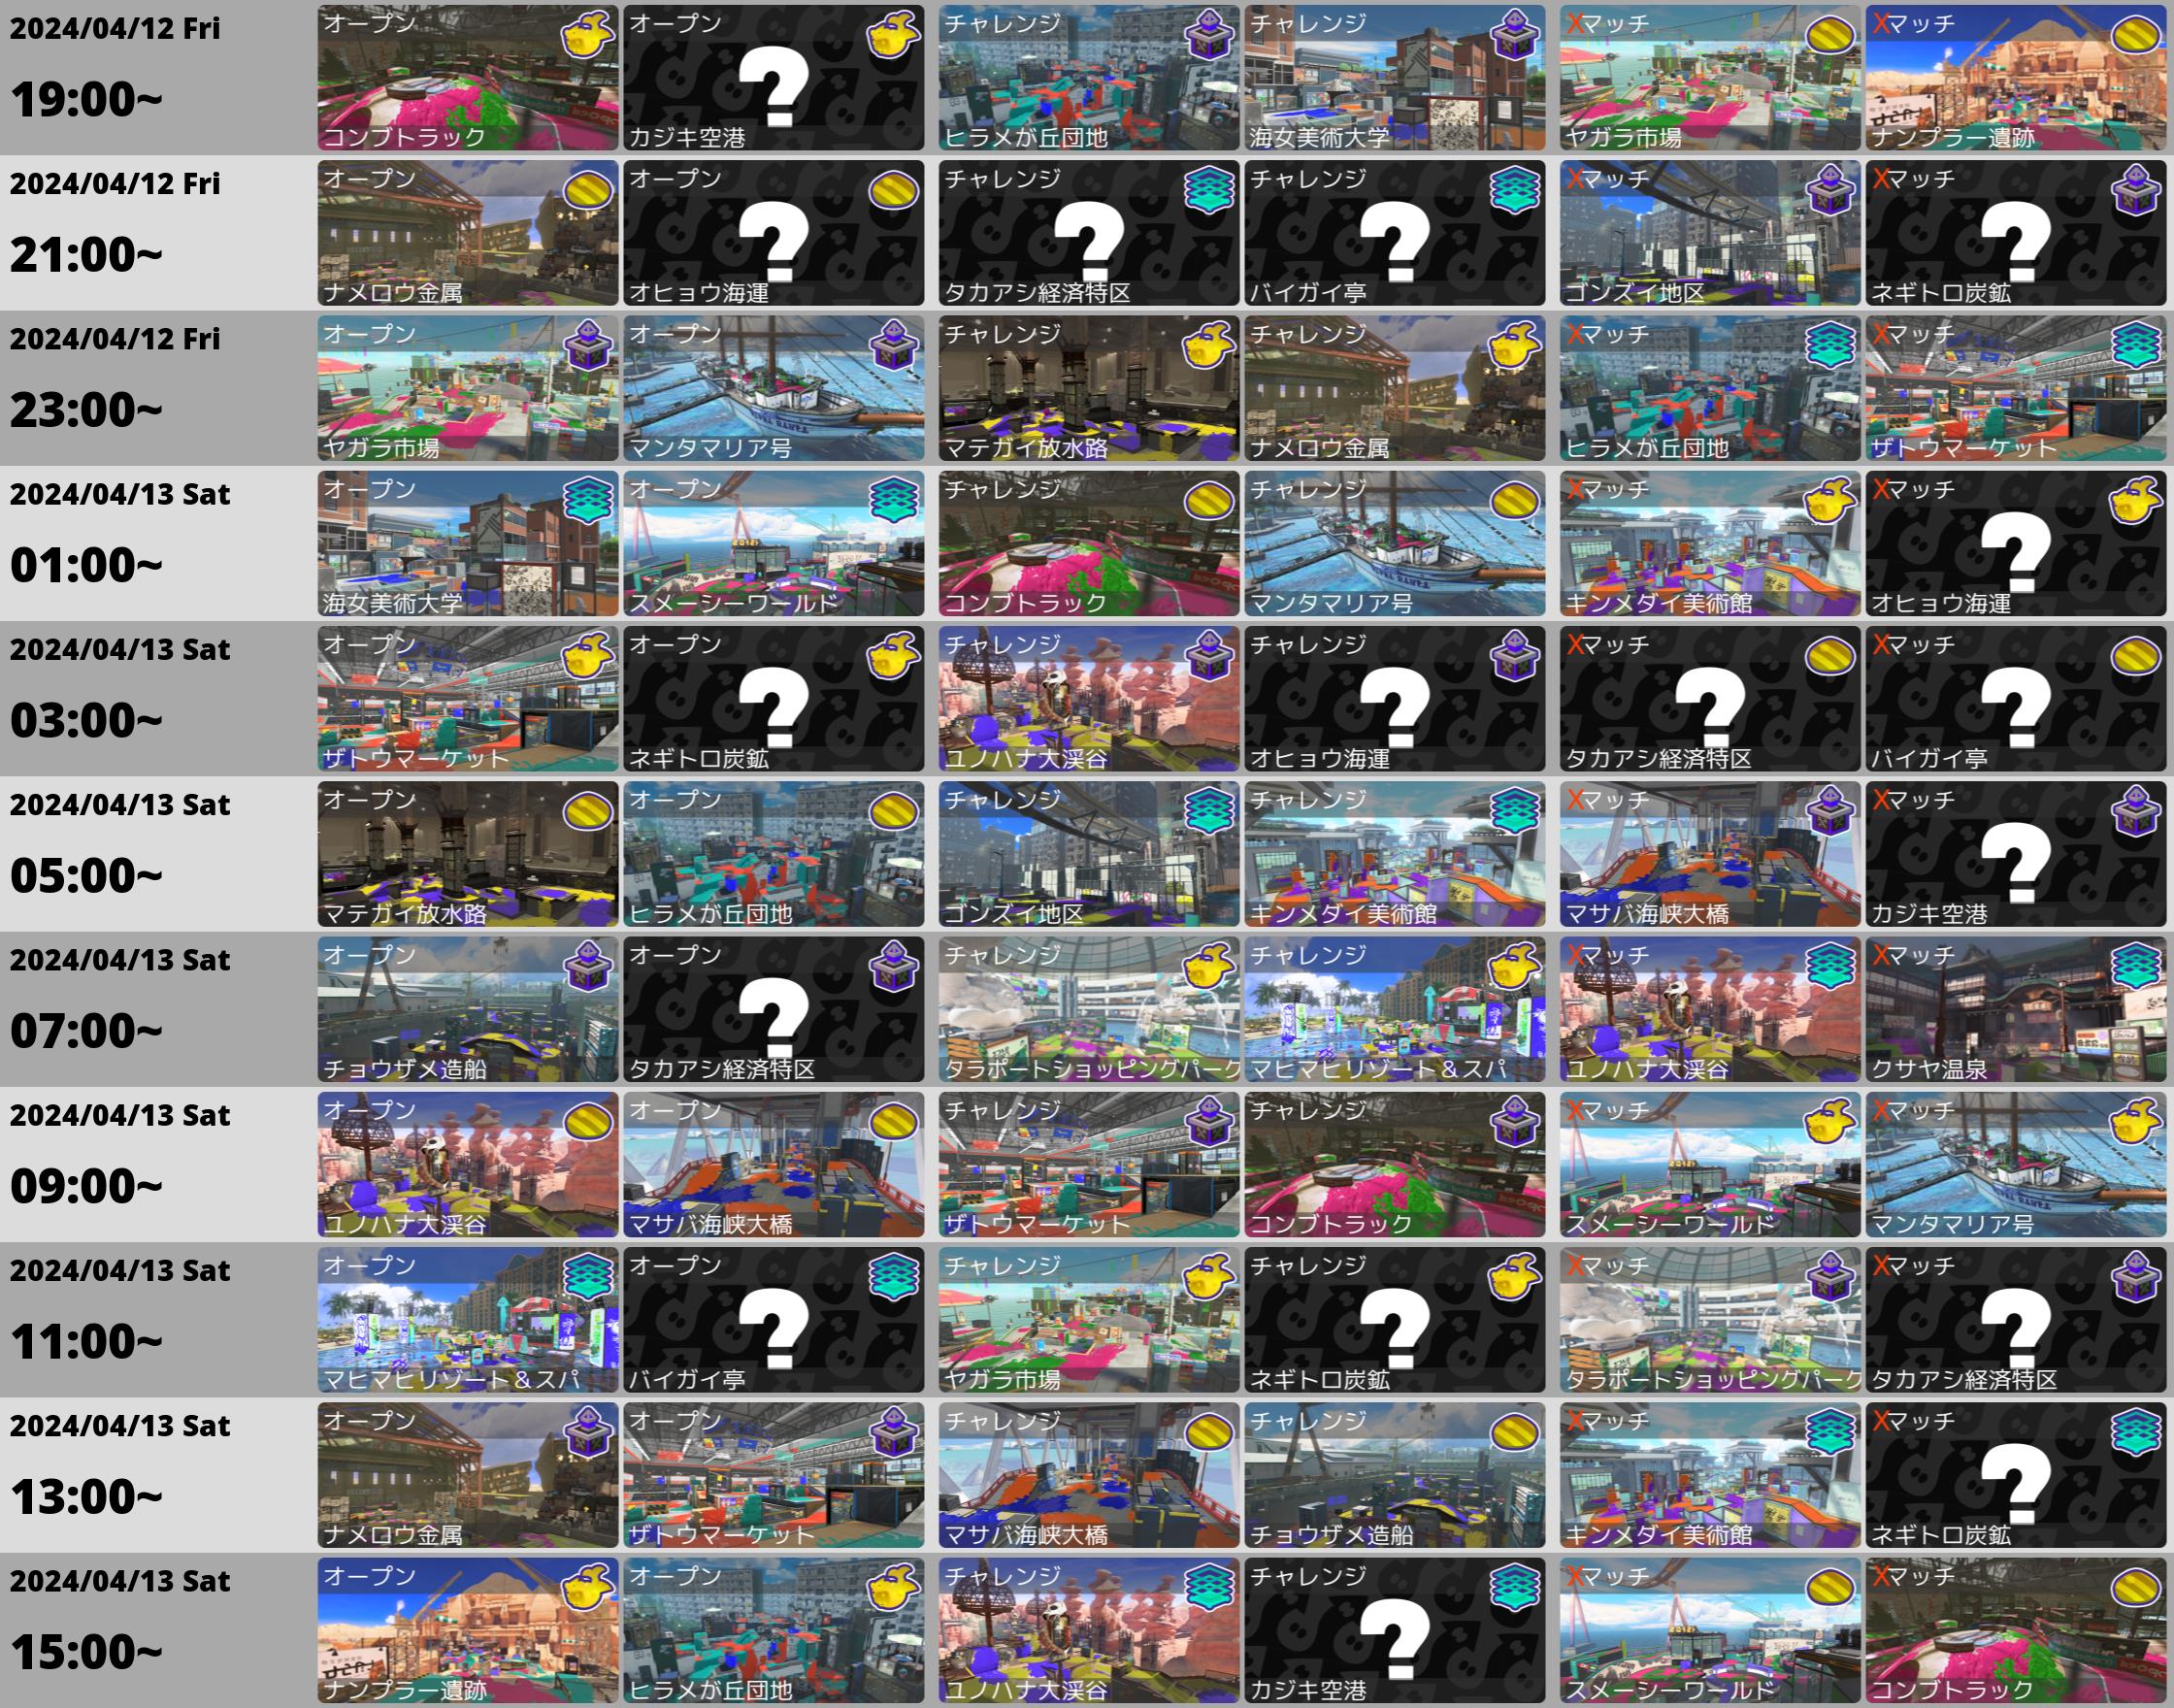 2024/04/12 Fri
19:00~
オープン
コンブトラック
オープン
カジキ空港
チャレンジ
ヒラメが丘団地
チャレンジ
海女美術大学
Xマッチ
ヤガラ市場
Xマッチ
ナンプラー遺跡
2024/04/12 Fri
21:00~
オープン
ナメロウ金属
オープン
オヒョウ海運
チャレンジ
タカアシ経済特区
チャレンジ
バイガイ亭
Xマッチ
ゴンズイ地区
Xマッチ
ネギトロ炭鉱
2024/04/12 Fri
23:00~
オープン
ヤガラ市場
オープン
マンタマリア号
チャレンジ
マテガイ放水路
チャレンジ
ナメロウ金属
Xマッチ
ヒラメが丘団地
Xマッチ
ザトウマーケット
2024/04/13 Sat
01:00~
オープン
海女美術大学
オープン
スメーシーワールド
チャレンジ
コンブトラック
チャレンジ
マンタマリア号
Xマッチ
キンメダイ美術館
Xマッチ
オヒョウ海運
2024/04/13 Sat
03:00~
オープン
ザトウマーケット
オープン
ネギトロ炭鉱
チャレンジ
ユノハナ大渓谷
チャレンジ
オヒョウ海運
Xマッチ
タカアシ経済特区
Xマッチ
バイガイ亭
2024/04/13 Sat
05:00~
オープン
マテガイ放水路
オープン
ヒラメが丘団地
チャレンジ
ゴンズイ地区
チャレンジ
キンメダイ美術館
Xマッチ
マサバ海峡大橋
Xマッチ
カジキ空港
2024/04/13 Sat
07:00~
オープン
チョウザメ造船
オープン
タカアシ経済特区
チャレンジ
タラポートショッピングパーク
チャレンジ
マヒマヒリゾート＆スパ
Xマッチ
ユノハナ大渓谷
Xマッチ
クサヤ温泉
2024/04/13 Sat
09:00~
オープン
ユノハナ大渓谷
オープン
マサバ海峡大橋
チャレンジ
ザトウマーケット
チャレンジ
コンブトラック
Xマッチ
スメーシーワールド
Xマッチ
マンタマリア号
2024/04/13 Sat
11:00~
オープン
マヒマヒリゾート＆スパ
オープン
バイガイ亭
チャレンジ
ヤガラ市場
チャレンジ
ネギトロ炭鉱
Xマッチ
タラポートショッピングパーク
Xマッチ
タカアシ経済特区
2024/04/13 Sat
13:00~
オープン
ナメロウ金属
オープン
ザトウマーケット
チャレンジ
マサバ海峡大橋
チャレンジ
チョウザメ造船
Xマッチ
キンメダイ美術館
Xマッチ
ネギトロ炭鉱
2024/04/13 Sat
15:00~
オープン
ナンプラー遺跡
オープン
ヒラメが丘団地
チャレンジ
ユノハナ大渓谷
チャレンジ
カジキ空港
Xマッチ
スメーシーワールド
Xマッチ
コンブトラック